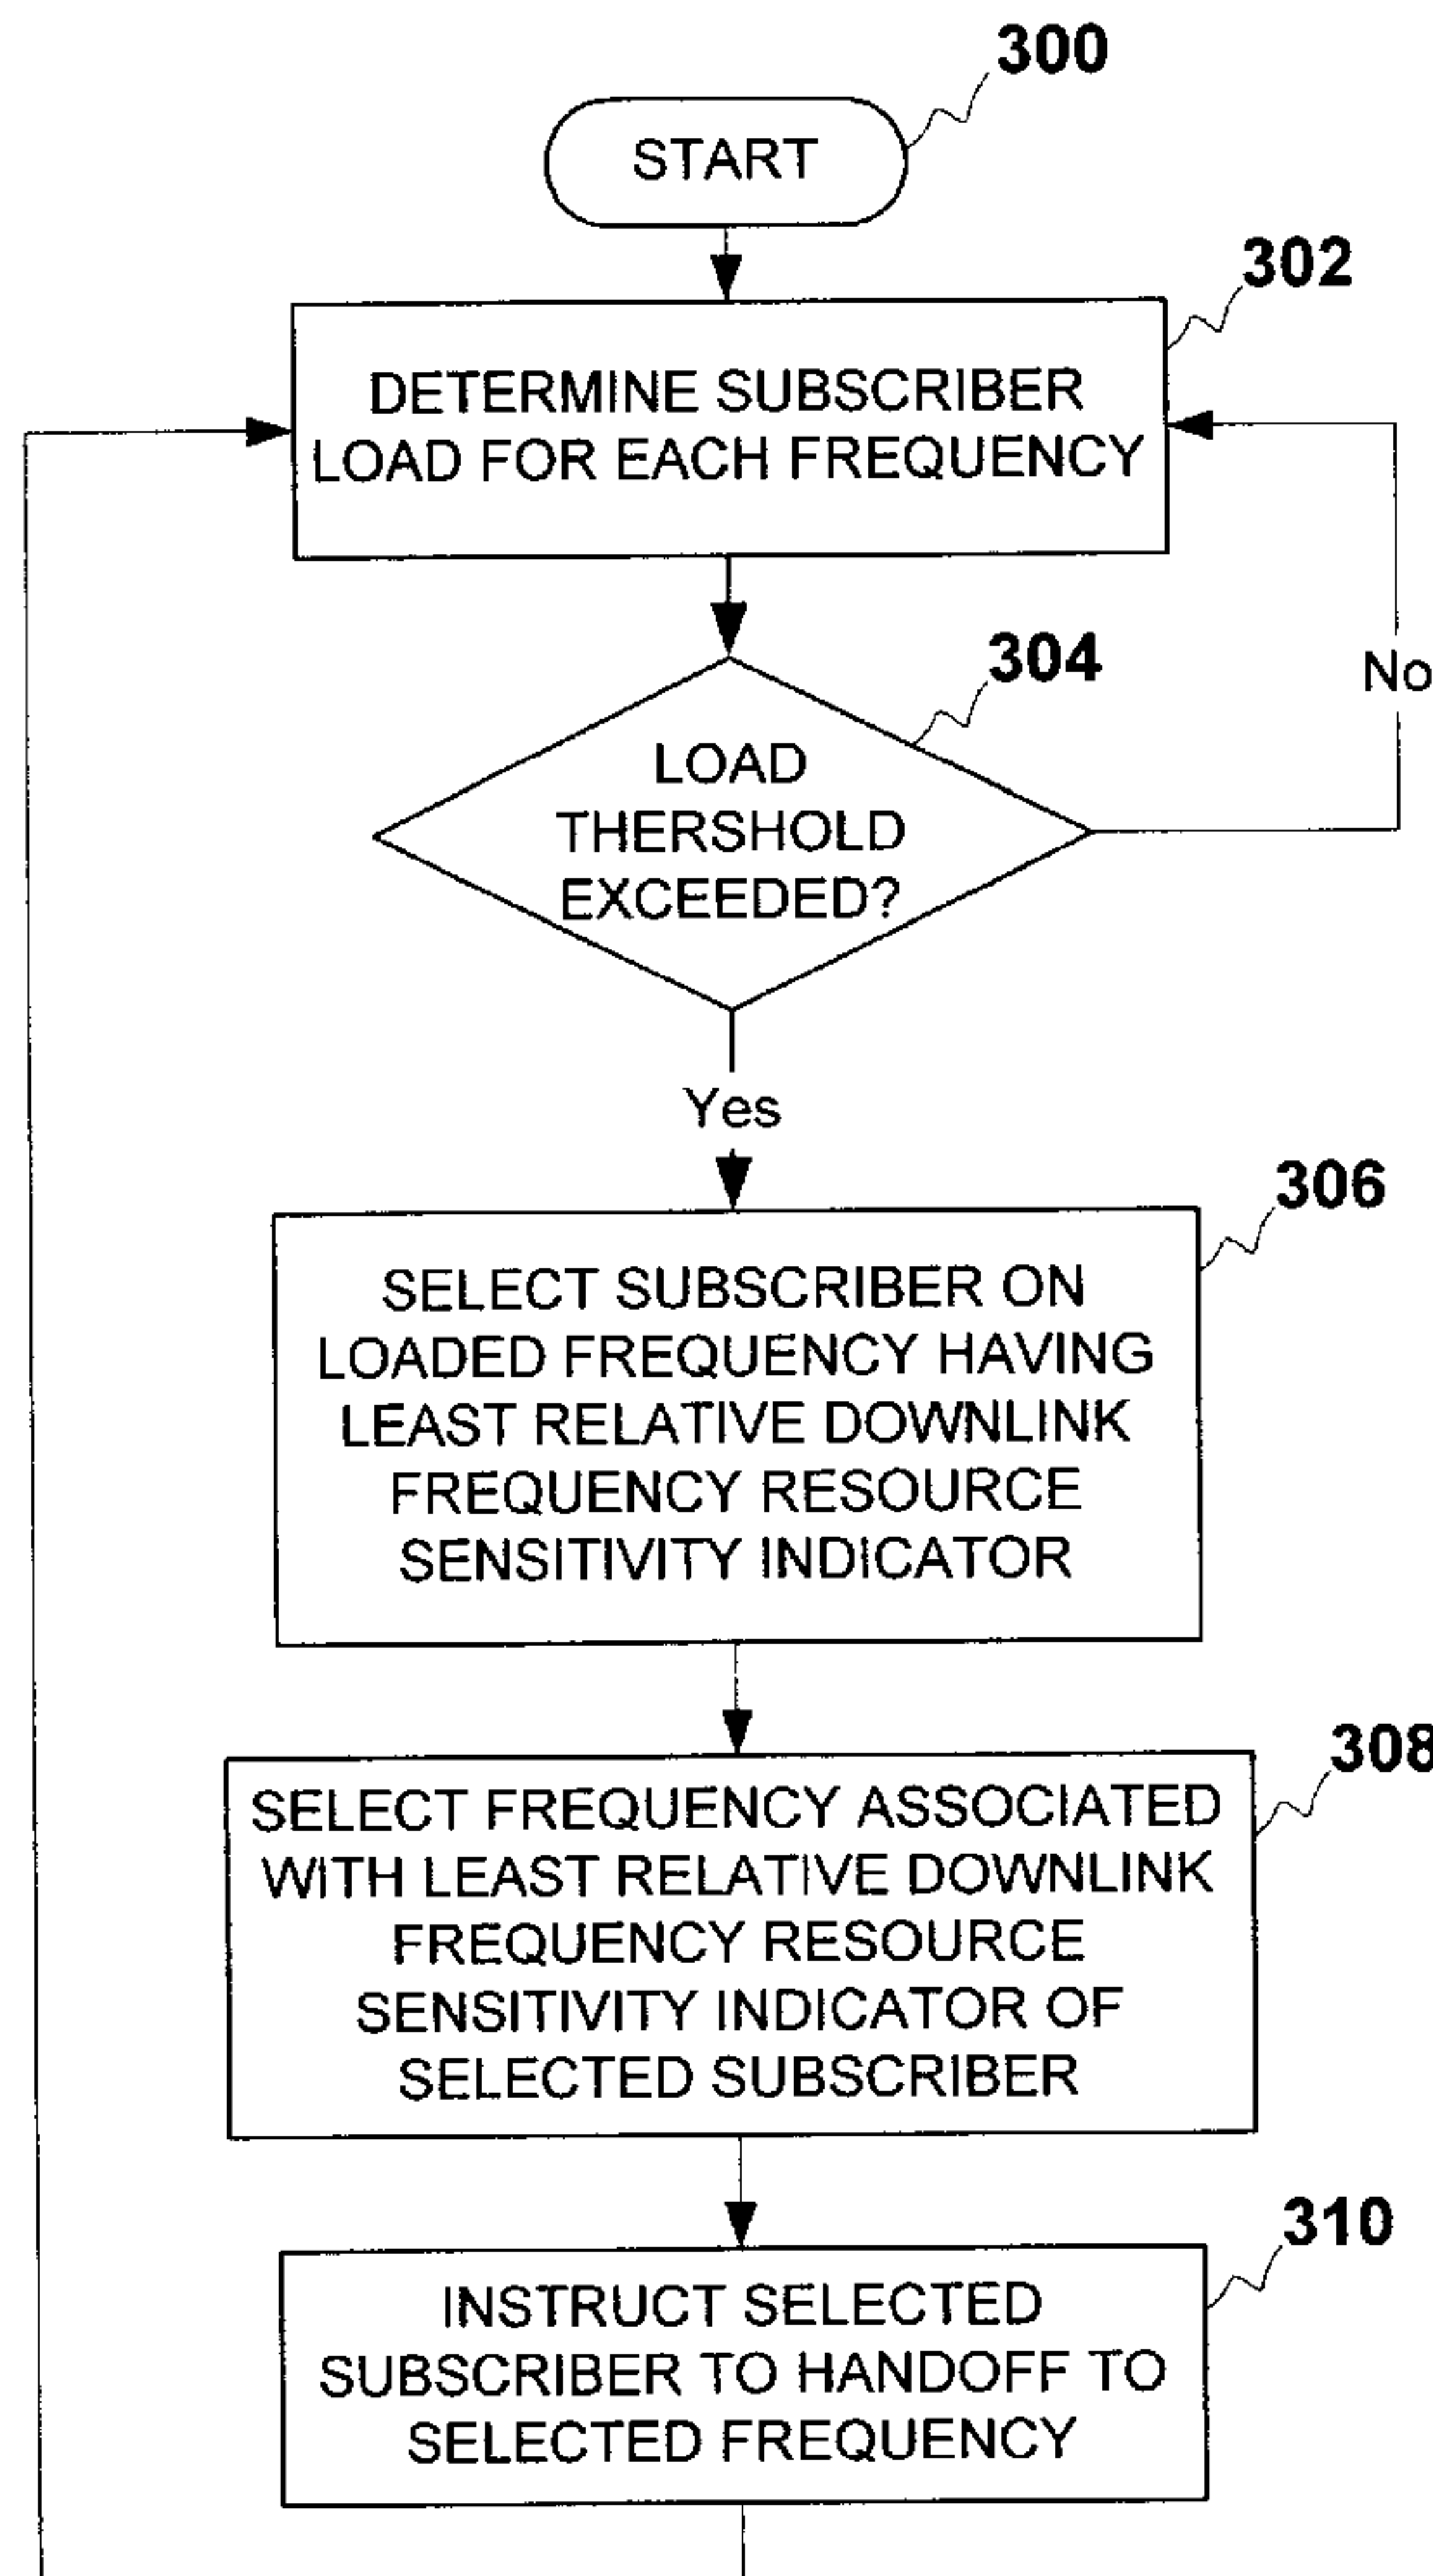 300
START
302
DETERMINE SUBSCRIBER
LOAD FOR EACH FREQUENCY
304
No
LOAD
THERSHOLD
EXCEEDED?
Yes
306
SELECT SUBSCRIBER ON
LOADED FREQUENCY HAVING
LEAST RELATIVE DOWNLINK
FREQUENCY RESOURCE
SENSITIVITY INDICATOR
308
SELECT FREQUENCY ASSOCIATED
WITH LEAST RELATIVE DOWNLINK
FREQUENCY RESOURCE
SENSITIVITY INDICATOR OF
SELECTED SUBSCRIBER
310
INSTRUCT SELECTED
SUBSCRIBER TO HANDOFF TO
SELECTED FREQUENCY